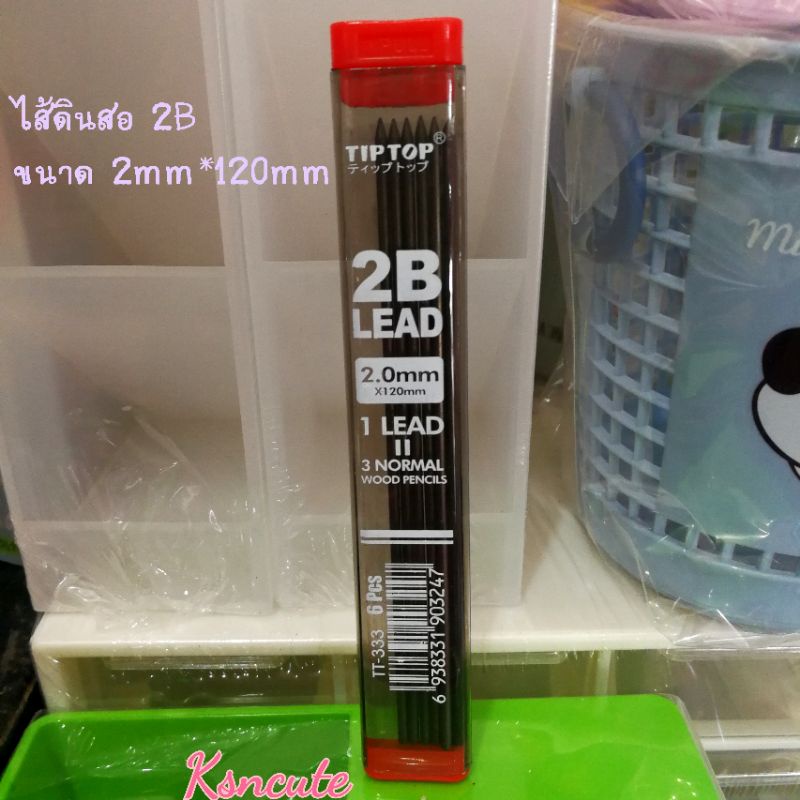 ไส้ดินสอ 2B
ขนาด 2mm*120mm
TIPTOP®
ティップトップ
2B
LEAD
2.0mm
X120mm
1 LEAD
=
3 NORMAL
WOOD PENCILS
TT-333 6 Pcs
6 938331 903247
Ksncute